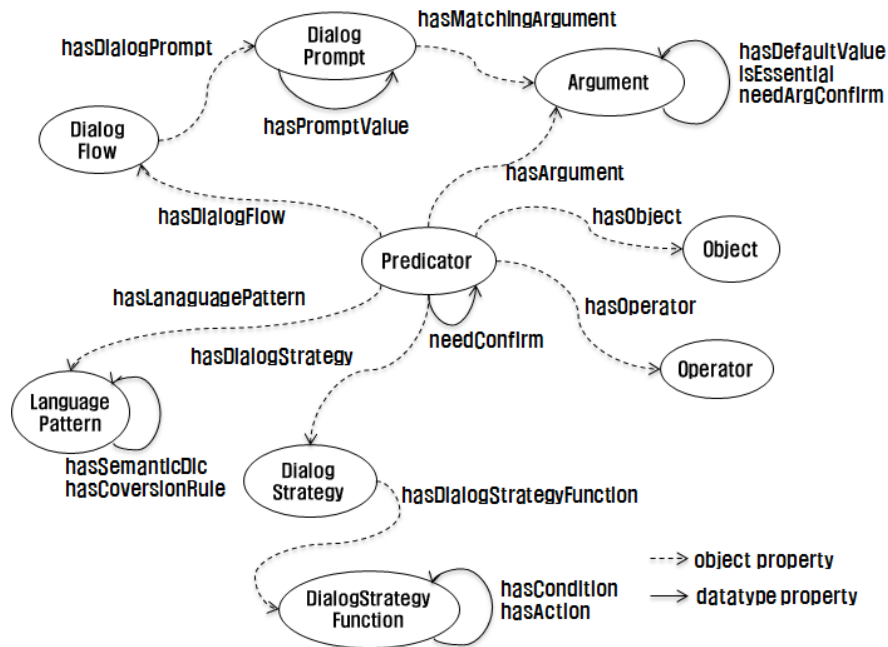 Dialog
Prompt
hasMatchingArgument
hasDialogPrompt
Argument
hasDefaultValue
isEssential
needArgConfirm
hasPromptValue
Dialog
Flow
hasArgument
hasDialogFlow
hasObject
Predicator
Object
hasLanaguagePattern
hasOperator
needConfirm
hasDialogStrategy
Operator
Language
Pattern
hasSemanticDic
hasCoversionRule
Dialog
Strategy
hasDialogStrategyFunction
object property
DialogStrategy
Function
hasCondition
hasAction
datatype property